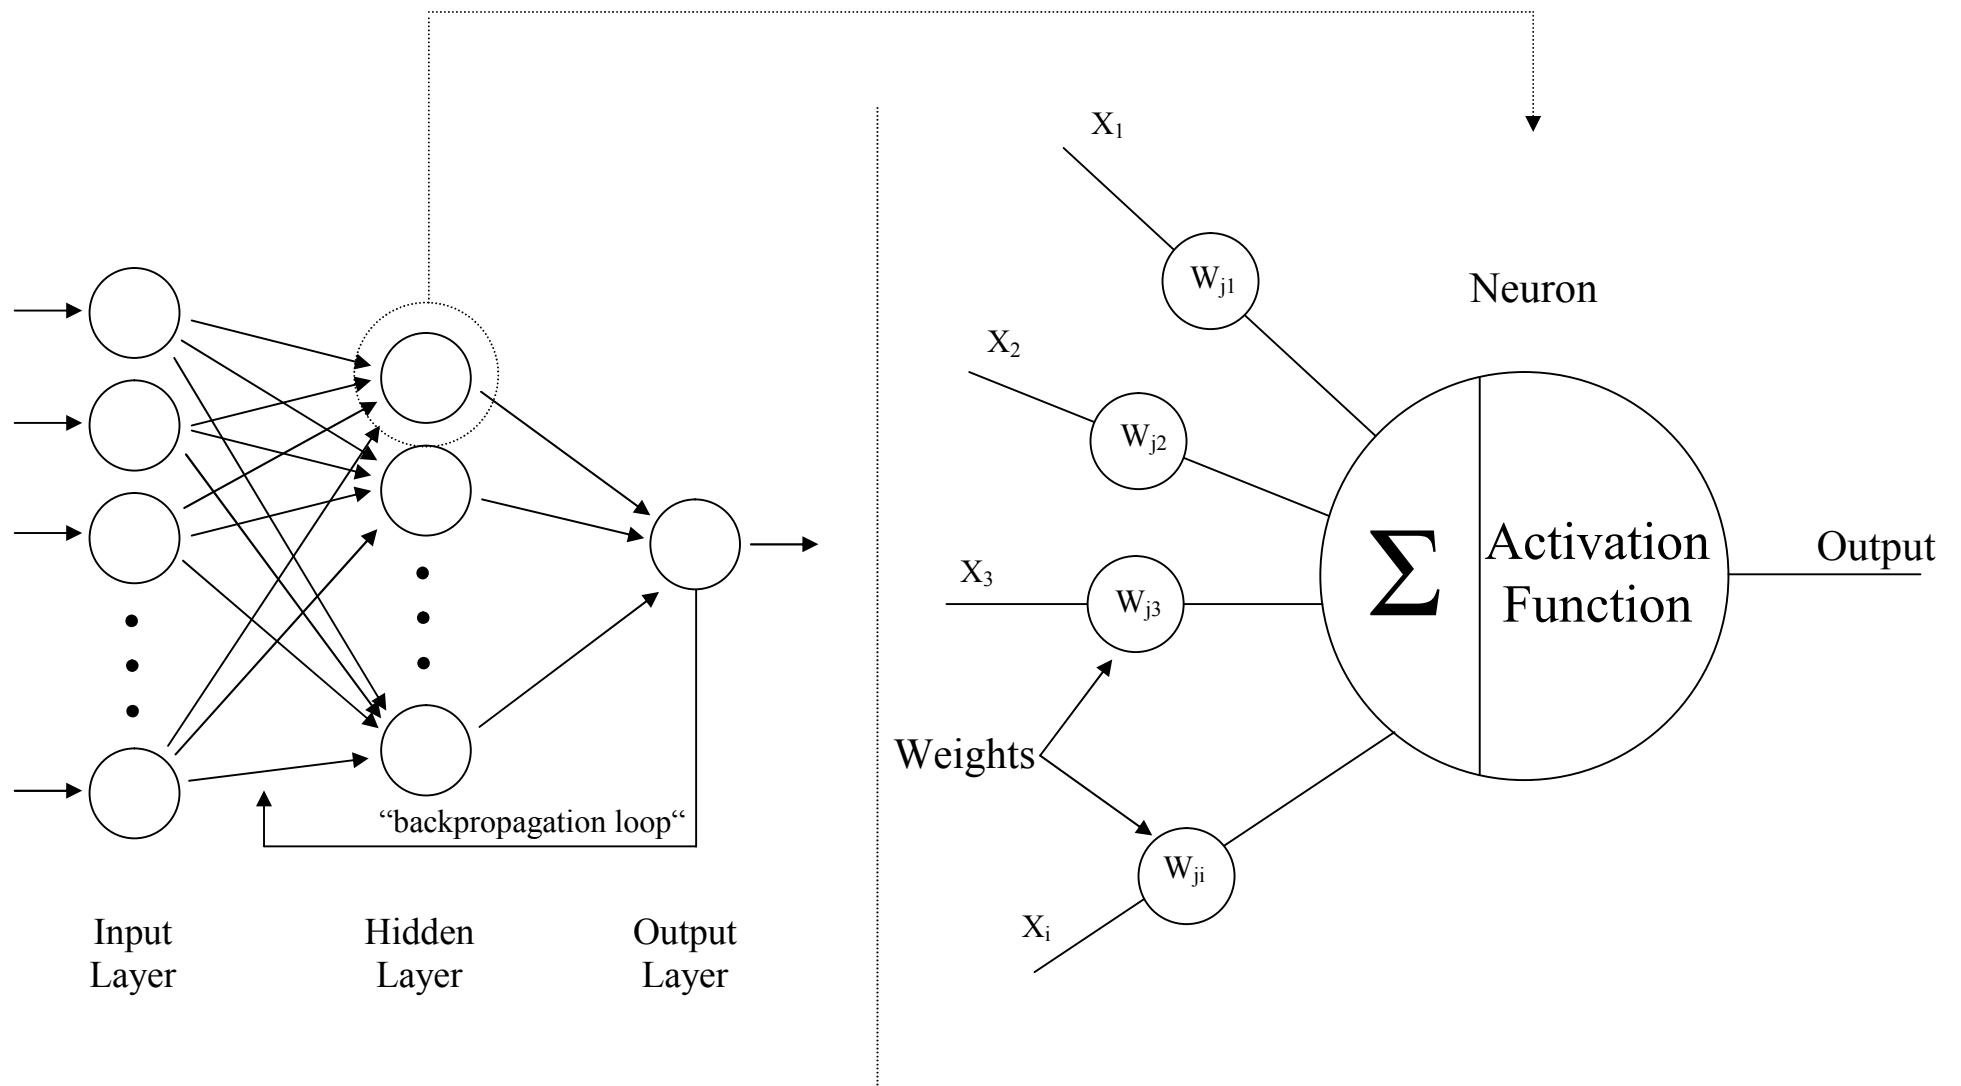 X1
Wj1
Neuron
X2
Wj2
Σ
Activation
Function
Output
X3
Wj3
Weights
Wji
Xi
“backpropagation loop“
Input
Layer
Hidden
Layer
Output
Layer